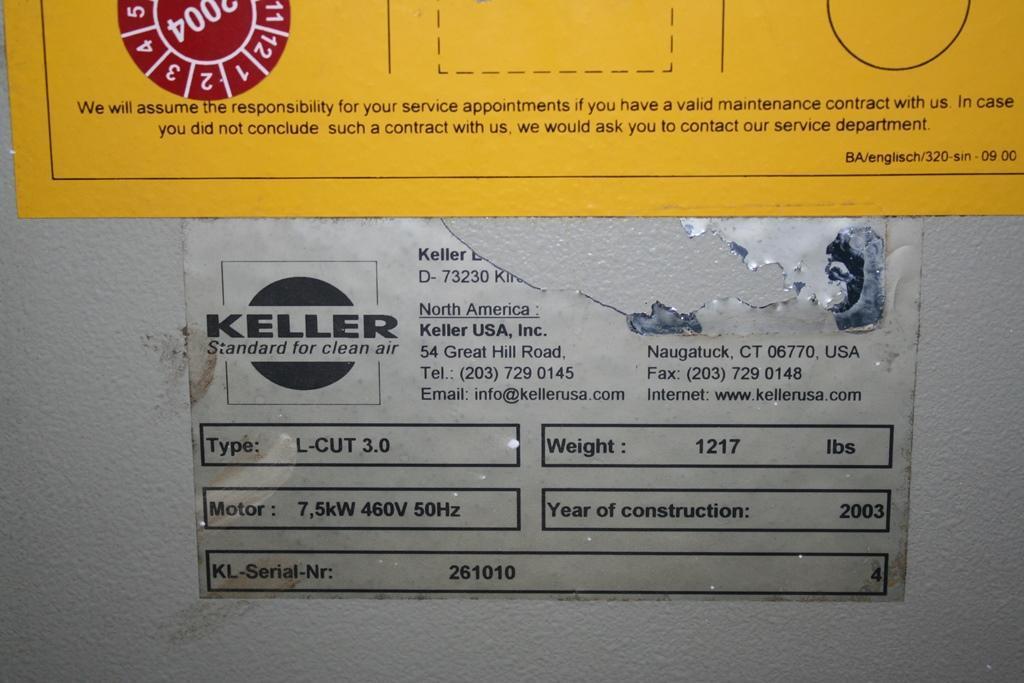 5 4 3 2 1 12 11
2004
We will assume the responsibility for your service appointments if you have a valid maintenance contract with us. In case
you did not conclude such a contract with us, we would ask you to contact our service department.
BA/englisch/320-sin - 09 00
KELLER
Standard for clean air
Keller
D- 73230
North America :
Keller USA, Inc.
54 Great Hill Road, Naugatuck, CT 06770, USA
Tel.: (203) 729 0145 Fax: (203) 729 0148
Email: info@kellerusa.com Internet: www.kellerusa.com
Type: L-CUT 3.0 Weight : 1217 lbs
Motor : 7,5kW 460V 50Hz Year of construction: 2003
KL-Serial-Nr: 261010 4